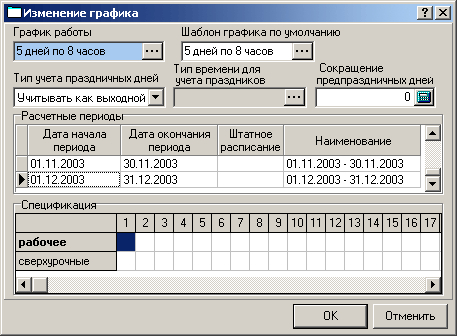 Изменение графика
График работы Шаблон графика по умолчанию
5 дней по 8 часов ... 5 дней по 8 часов ...
Тип учета праздничных дней Тип времени для учета праздников Сокращение предпраздничных дней
Учитывать как выходной ... 0
Расчетные периоды
Дата начала периода Дата окончания периода Штатное расписание Наименование
01.11.2003 30.11.2003 01.11.2003 - 30.11.2003
01.12.2003 31.12.2003 01.12.2003 - 31.12.2003
Спецификация
1 2 3 4 5 6 7 8 9 10 11 12 13 14 15 16 17
рабочее
сверхурочные
OK Отменить